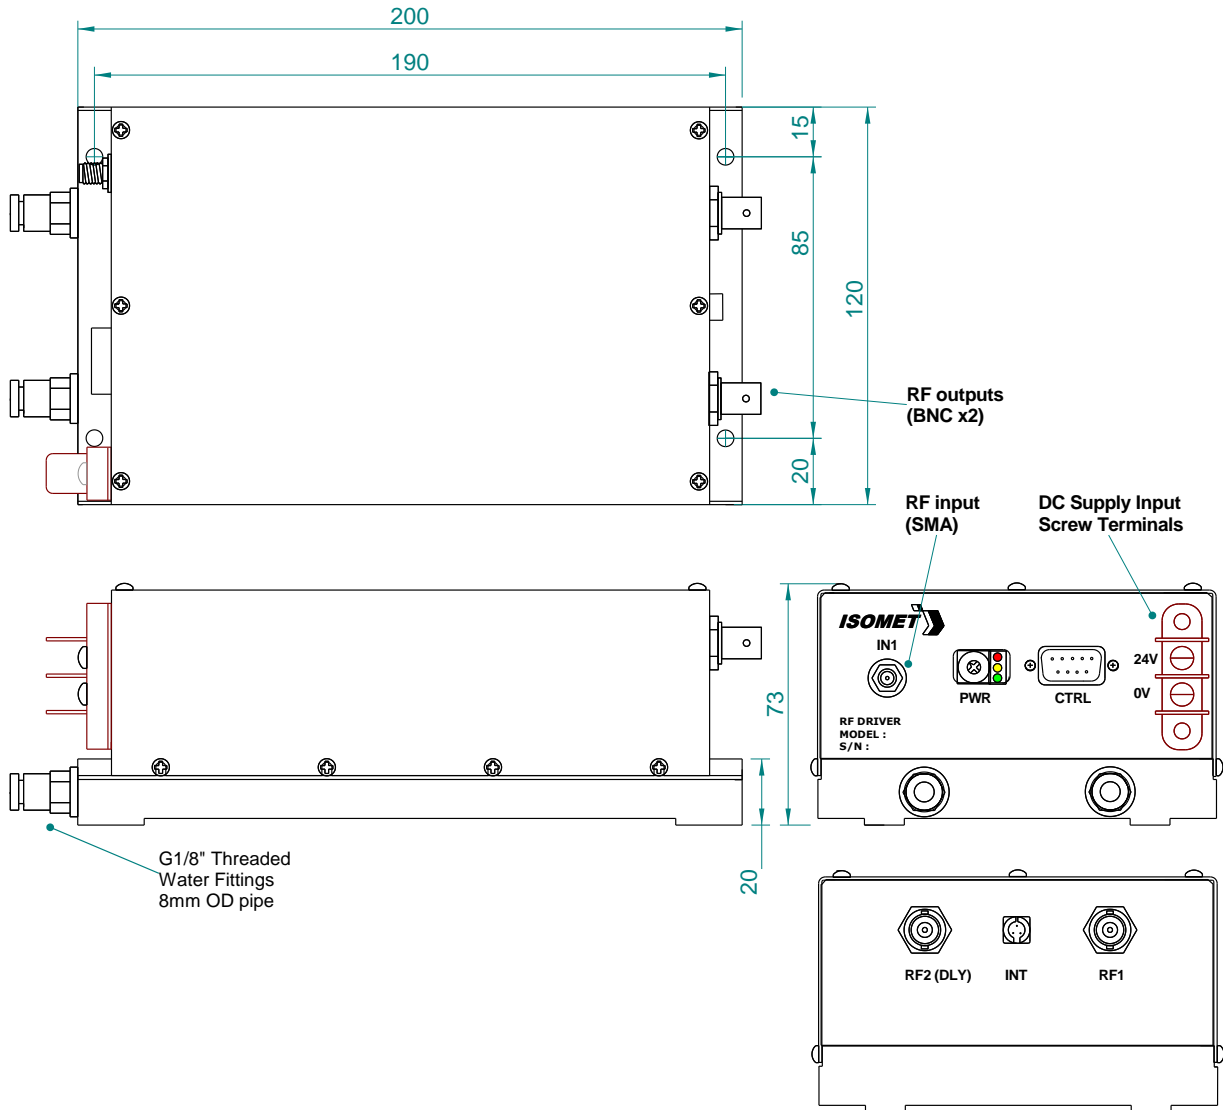 200
190
15
85
120
20
RF outputs
(BNC x2)
RF input
(SMA)
DC Supply Input
Screw Terminals
ISOMET
IN1
24V
0V
PWR
CTRL
RF DRIVER
MODEL :
S/N :
73
20
G1/8" Threaded
Water Fittings
8mm OD pipe
RF2 (DLY)
INT
RF1